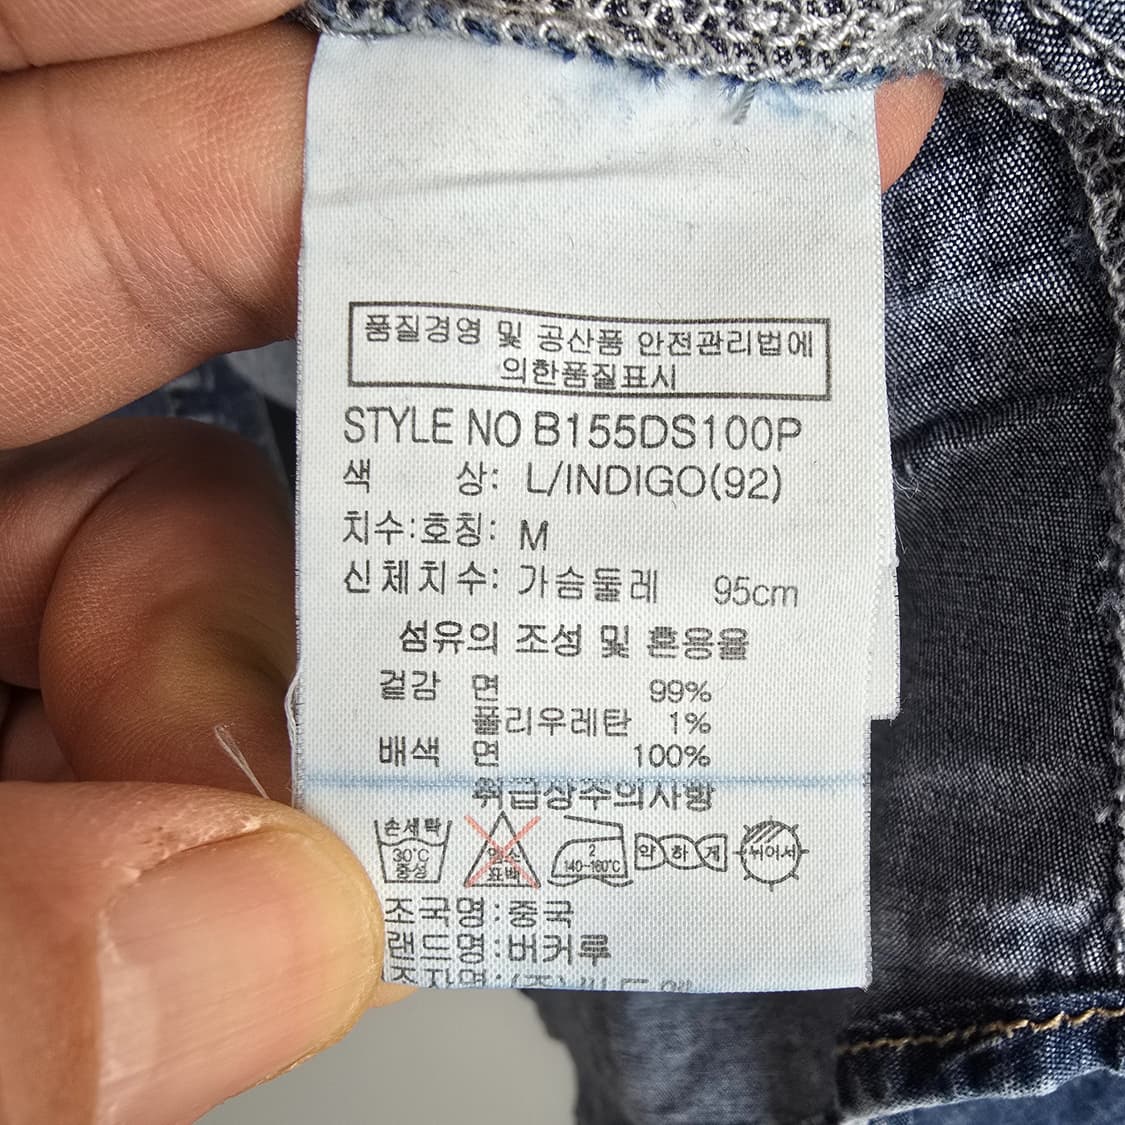 품질경영 및 공산품 안전관리법에
의한품질표시
STYLE NO B155DS100P
색 상: L/INDIGO(92)
치수:호칭: M
신체치수: 가슴둘레 95cm
섬유의 조성 및 혼용율
겉감 면 99%
폴리우레탄 1%
배색 면 100%
취급상주의사항
손세탁 30°C 중성
염소 표백
2 140~160°C
약하게
뉘어서
조국명:중국
랜드명:버커루